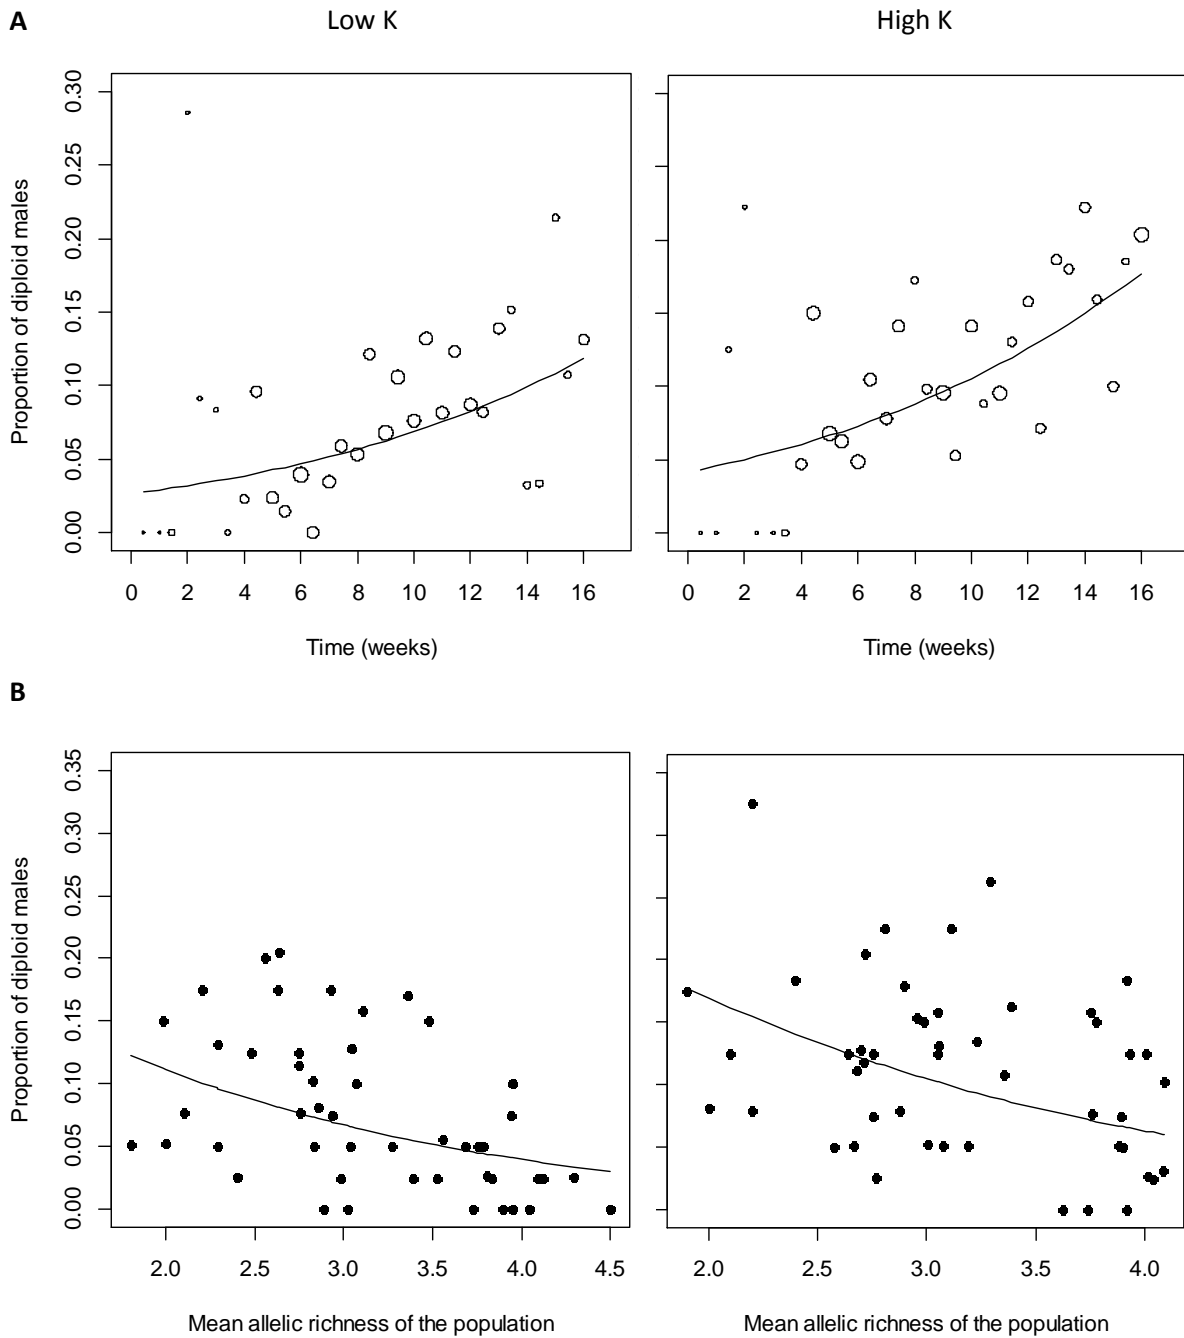 A
Low K
High K
Proportion of diploid males
0.30
0.25
0.20
0.15
0.10
0.05
0.00
0 2 4 6 8 10 12 14 16
0 2 4 6 8 10 12 14 16
Time (weeks)
Time (weeks)
B
Proportion of diploid males
0.35
0.30
0.25
0.20
0.15
0.10
0.05
0.00
2.0 2.5 3.0 3.5 4.0 4.5
2.0 2.5 3.0 3.5 4.0
Mean allelic richness of the population
Mean allelic richness of the population